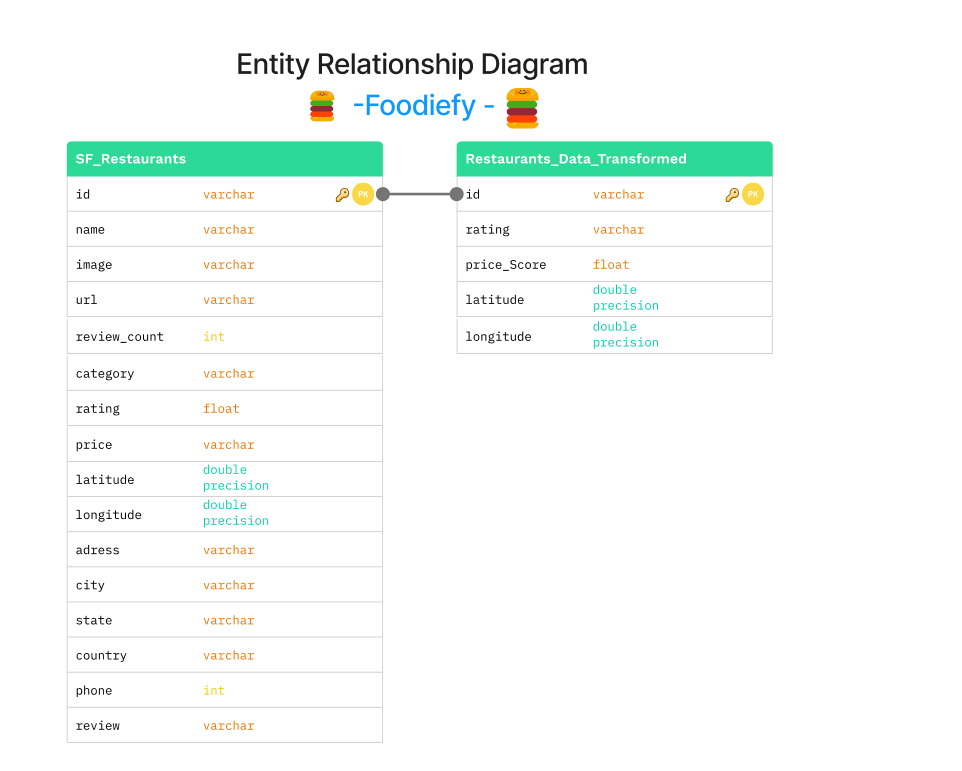 Entity Relationship Diagram
-Foodiefy -
SF_Restaurants
id varchar PK
name varchar
image varchar
url varchar
review_count int
category varchar
rating float
price varchar
latitude double
precision
longitude double
precision
adress varchar
city varchar
state varchar
country varchar
phone int
review varchar
Restaurants_Data_Transformed
id varchar PK
rating varchar
price_Score float
latitude double
precision
longitude double
precision